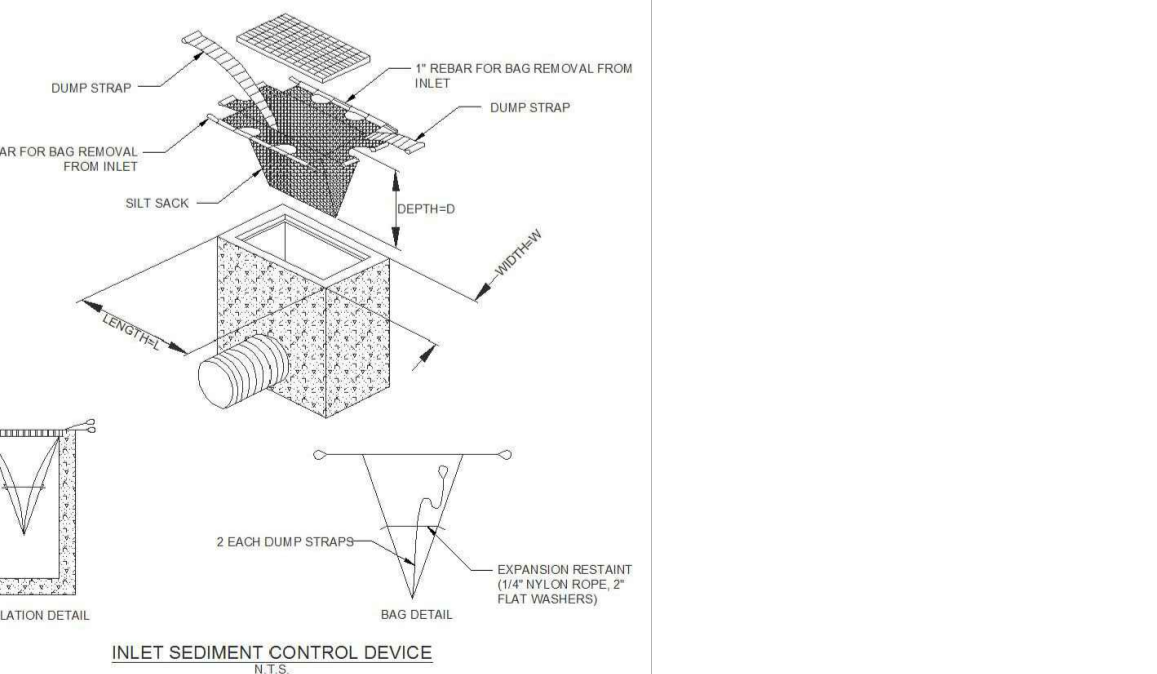 DUMP STRAP
1" REBAR FOR BAG REMOVAL FROM
INLET
DUMP STRAP
AR FOR BAG REMOVAL
FROM INLET
SILT SACK
DEPTH=D
WIDTH=W
LENGTH=L
2 EACH DUMP STRAPS
EXPANSION RESTAINT
(1/4" NYLON ROPE, 2"
FLAT WASHERS)
LATION DETAIL
BAG DETAIL
INLET SEDIMENT CONTROL DEVICE
N.T.S.